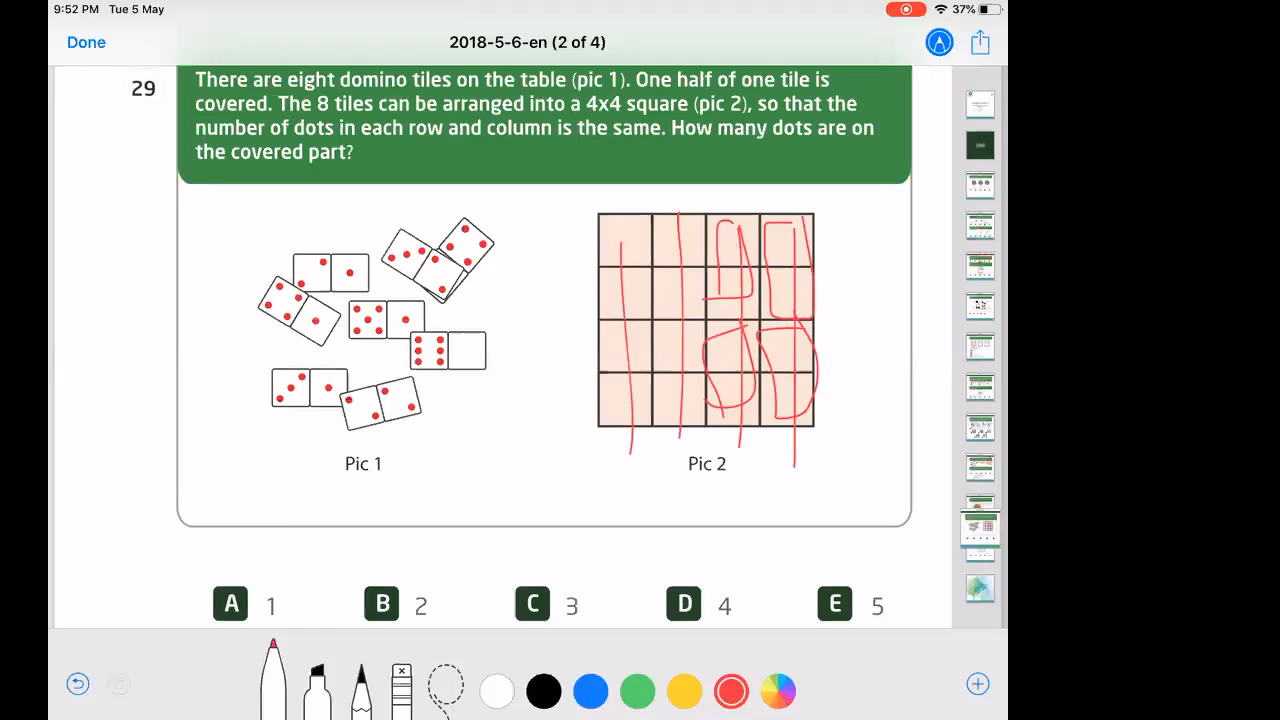 9:52 PM Tue 5 May
37%
Done
2018-5-6-en (2 of 4)
29
There are eight domino tiles on the table (pic 1). One half of one tile is
covered. The 8 tiles can be arranged into a 4x4 square (pic 2), so that the
number of dots in each row and column is the same. How many dots are on
the covered part?
Pic 1
Pic 2
A 1
B 2
C 3
D 4
E 5